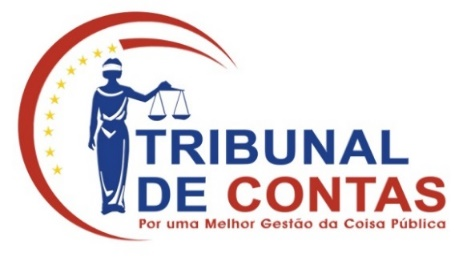 TRIBUNAL
DE CONTAS
Por uma Melhor Gestão da Coisa Pública